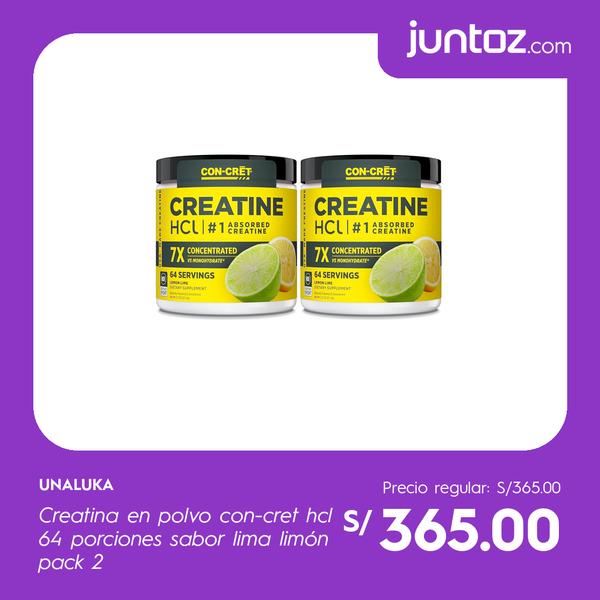 juntoz.com
CON-CRĒT
CREATINE
HCL | #1 ABSORBED
CREATINE
7X CONCENTRATED
VS MONOHYDRATE*
64 SERVINGS
LEMON LIME
DIETARY SUPPLEMENT
CON-CRĒT
CREATINE
HCL | #1 ABSORBED
CREATINE
7X CONCENTRATED
VS MONOHYDRATE*
64 SERVINGS
LEMON LIME
DIETARY SUPPLEMENT
UNALUKA
Creatina en polvo con-cret hcl
64 porciones sabor lima limón
pack 2
Precio regular: S/365.00
S/ 365.00